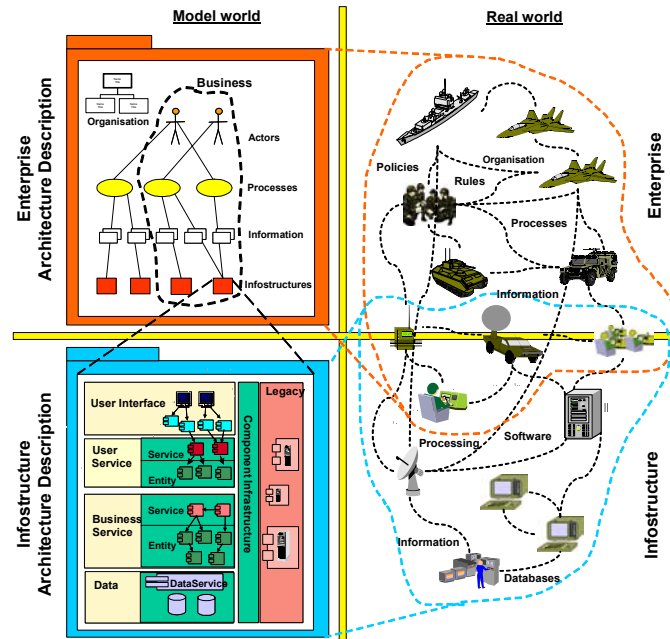 Model world
Real world
Enterprise
Architecture Description
Business
Organisation
Actors
Processes
Information
Infostructures
Policies
Organisation
Rules
Processes
Information
Enterprise
Infostructure
Architecture Description
User Interface
User
Service
Service
Entity
Business
Service
Service
Entity
Data
DataService
Component Infrastructure
Legacy
Processing
Software
Information
Databases
Infostructure